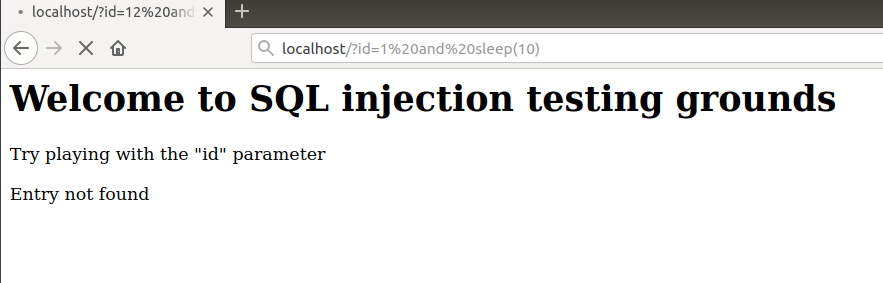 localhost/?id=12%20and
localhost/?id=1%20and%20sleep(10)
Welcome to SQL injection testing grounds
Try playing with the "id" parameter
Entry not found